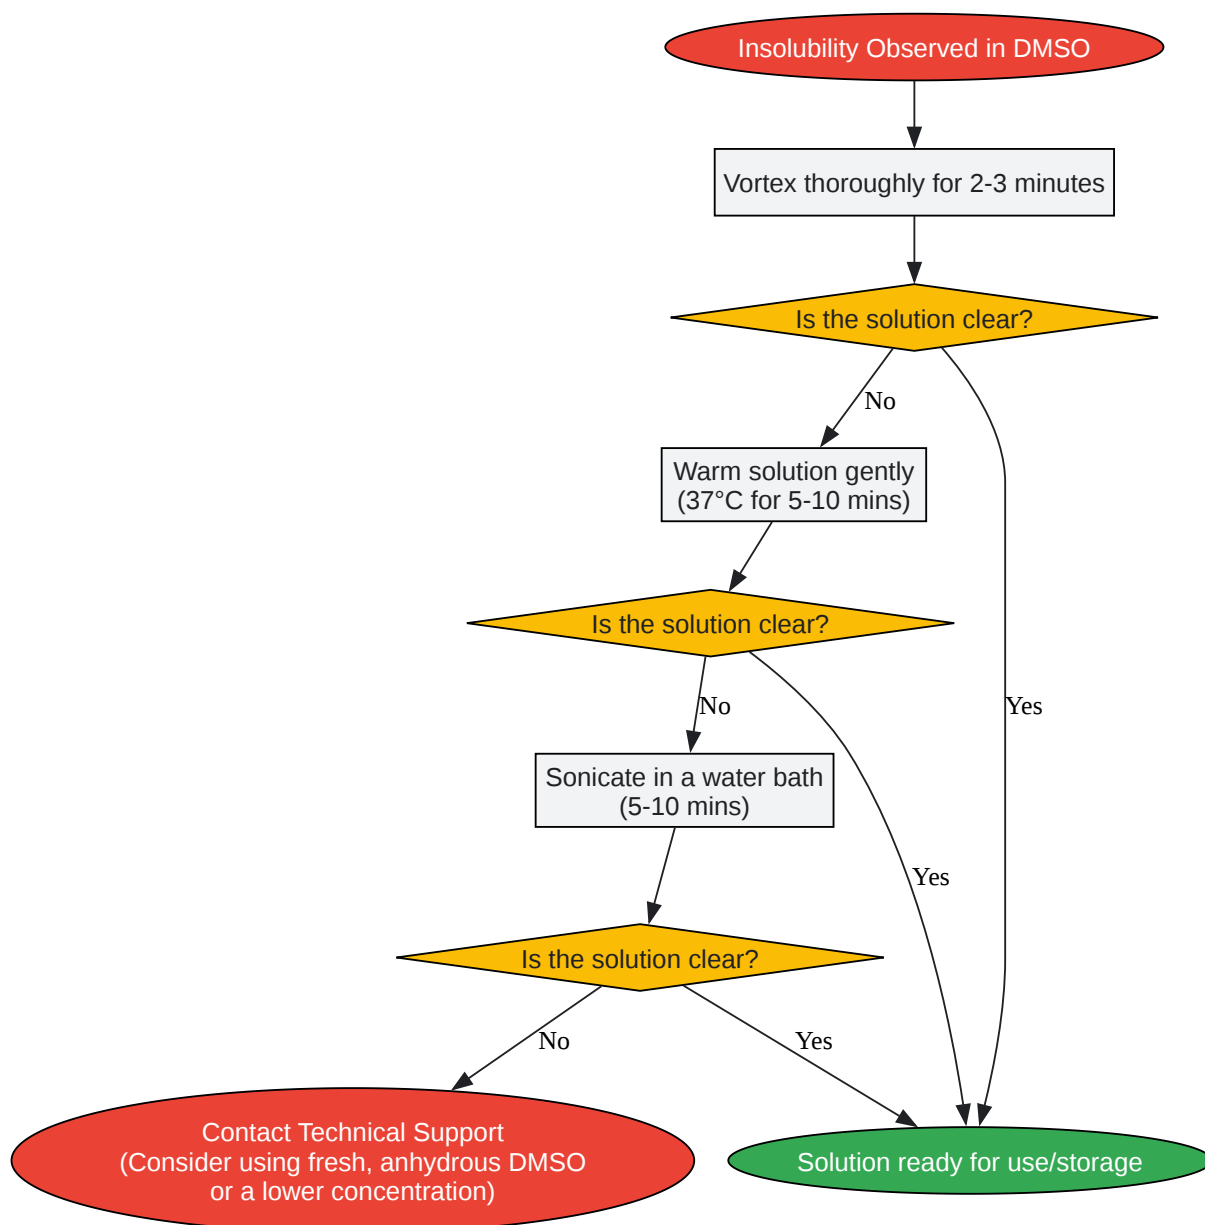 Insolubility Observed in DMSO
Vortex thoroughly for 2-3 minutes
Is the solution clear?
No
Warm solution gently
(37°C for 5-10 mins)
Is the solution clear?
No
Yes
Sonicate in a water bath
(5-10 mins)
Yes
Is the solution clear?
No
Yes
Contact Technical Support
(Consider using fresh, anhydrous DMSO
or a lower concentration)
Solution ready for use/storage